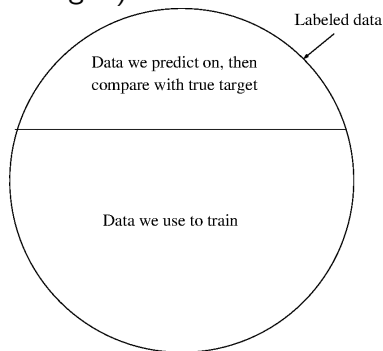 Labeled data
Data we predict on, then
compare with true target
Data we use to train